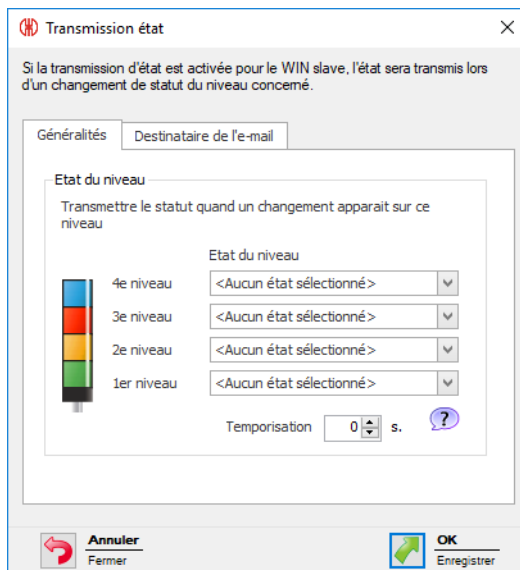 Transmission état
Si la transmission d'état est activée pour le WIN slave, l'état sera transmis lors
d'un changement de statut du niveau concerné.
Généralités
Destinataire de l'e-mail
Etat du niveau
Transmettre le statut quand un changement apparait sur ce
niveau
Etat du niveau
4e niveau <Aucun état sélectionné>
3e niveau <Aucun état sélectionné>
2e niveau <Aucun état sélectionné>
1er niveau <Aucun état sélectionné>
Temporisation 0 s. ?
Annuler
Fermer
OK
Enregistrer